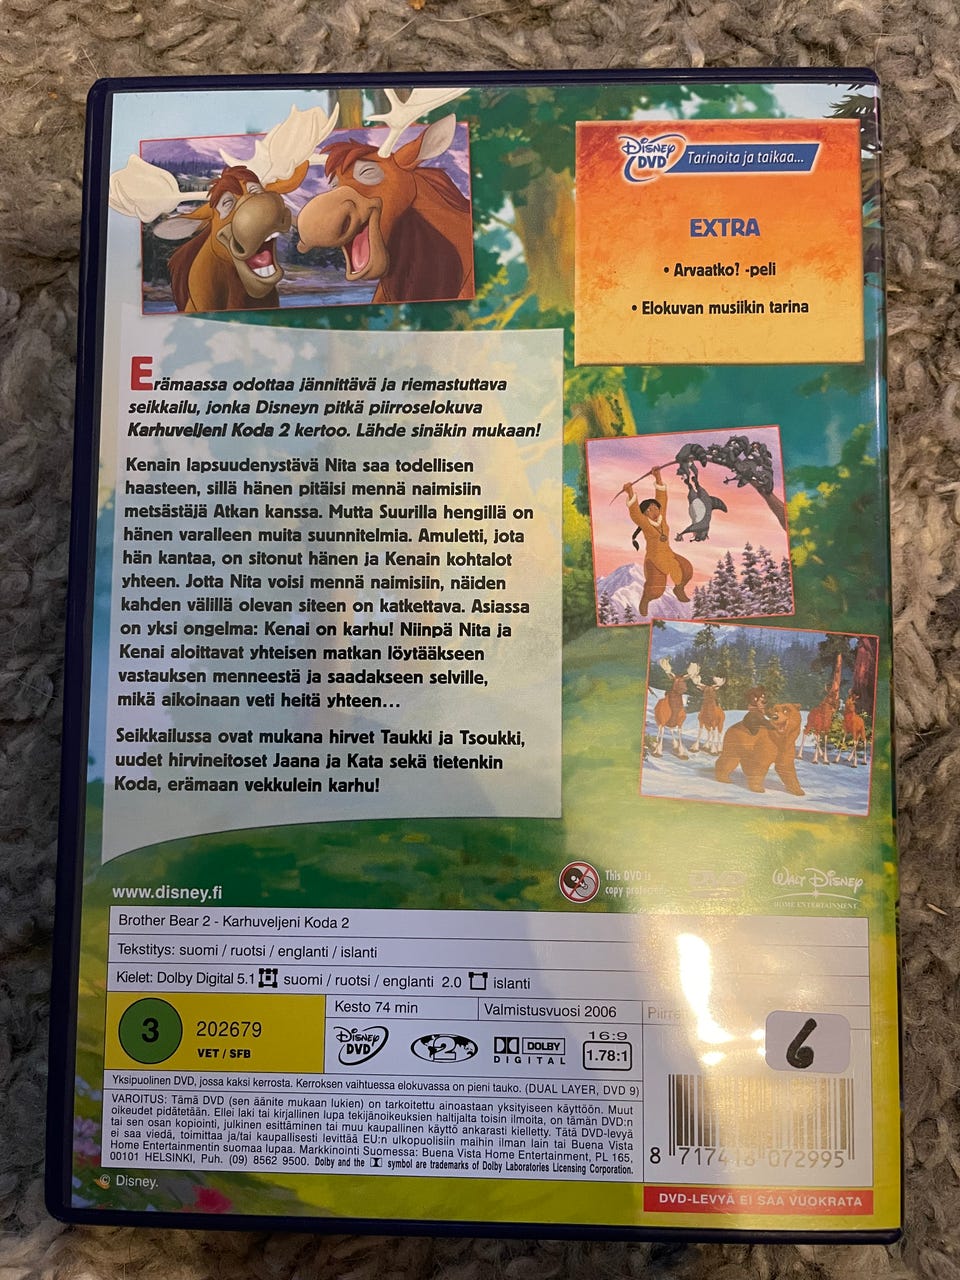 Disney DVD Tarinoita ja taikaa...
EXTRA
• Arvaatko? -peli
• Elokuvan musiikin tarina
Erämaassa odottaa jännittävä ja riemastuttava
seikkailu, jonka Disneyn pitkä piirroselokuva
Karhuveljeni Koda 2 kertoo. Lähde sinäkin mukaan!
Kenain lapsuudenystävä Nita saa todellisen
haasteen, sillä hänen pitäisi mennä naimisiin
metsästäjä Atkan kanssa. Mutta Suurilla hengillä on
hänen varalleen muita suunnitelmia. Amuletti, jota
hän kantaa, on sitonut hänen ja Kenain kohtalot
yhteen. Jotta Nita voisi mennä naimisiin, näiden
kahden välillä olevan siteen on katkettava. Asiassa
on yksi ongelma: Kenai on karhu! Niinpä Nita ja
Kenai aloittavat yhteisen matkan löytääkseen
vastauksen menneestä ja saadakseen selville,
mikä aikoinaan veti heitä yhteen...
Seikkailussa ovat mukana hirvet Taukki ja Tsoukki,
uudet hirvineitoset Jaana ja Kata sekä tietenkin
Koda, erämaan vekkulein karhu!
www.disney.fi
This DVD is
copy protected
WALT DISNEY
HOME ENTERTAINMENT
Brother Bear 2 - Karhuveljeni Koda 2
Tekstitys: suomi / ruotsi / englanti / islanti
Kielet: Dolby Digital 5.1 suomi / ruotsi / englanti 2.0 islanti
3 202679
VET / SFB
Kesto 74 min
Valmistusvuosi 2006
Disney DVD
2
DOLBY
DIGITAL
16:9
1.78:1
6
Yksipuolinen DVD, jossa kaksi kerrosta. Kerroksen vaihtuessa elokuvassa on pieni tauko. (DUAL LAYER, DVD 9)
VAROITUS: Tämä DVD (sen äänite mukaan lukien) on tarkoitettu ainoastaan yksityiseen käyttöön. Muut
oikeudet pidätetään. Ellei laki tai kirjallinen lupa tekijänoikeuksien haltijalta toisin ilmoita, on tämän DVD:n
tai sen osan kopiointi, julkinen esittäminen tai muu kaupallinen käyttö ankarasti kielletty. Tätä DVD-levyä
ei saa viedä, toimittaa ja/tai kaupallisesti levittää EU:n ulkopuolisiin maihin ilman lain tai Buena Vista
Home Entertainmentin suomaa lupaa. Markkinointi Suomessa: Buena Vista Home Entertainment, PL 165,
00101 HELSINKI, Puh. (09) 8562 9500. Dolby and the symbol are trademarks of Dolby Laboratories Licensing Corporation.
8 717418 072995
© Disney.
DVD-LEVYÄ EI SAA VUOKRATA